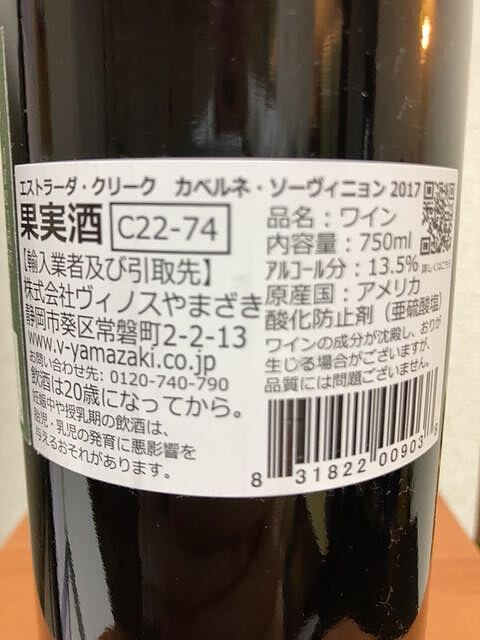 エストラーダ・クリーク カベルネ・ソーヴィニョン 2017
果実酒 C22-74
【輸入業者及び引取先】
株式会社ヴィノスやまざき
静岡市葵区常磐町2-2-13
www.v-yamazaki.co.jp
お問い合わせ先: 0120-740-790
飲酒は20歳になってから。
妊娠中や授乳期の飲酒は、
胎児・乳児の発育に悪影響を
与えるおそれがあります。
品名：ワイン
内容量：750ml
アルコール分：13.5%
詳しくはこちら
原産国：アメリカ
酸化防止剤（亜硫酸塩）
ワインの成分が沈殿し、おりが
生じる場合がございますが、
品質には問題ございません。
8 31822 00903 8